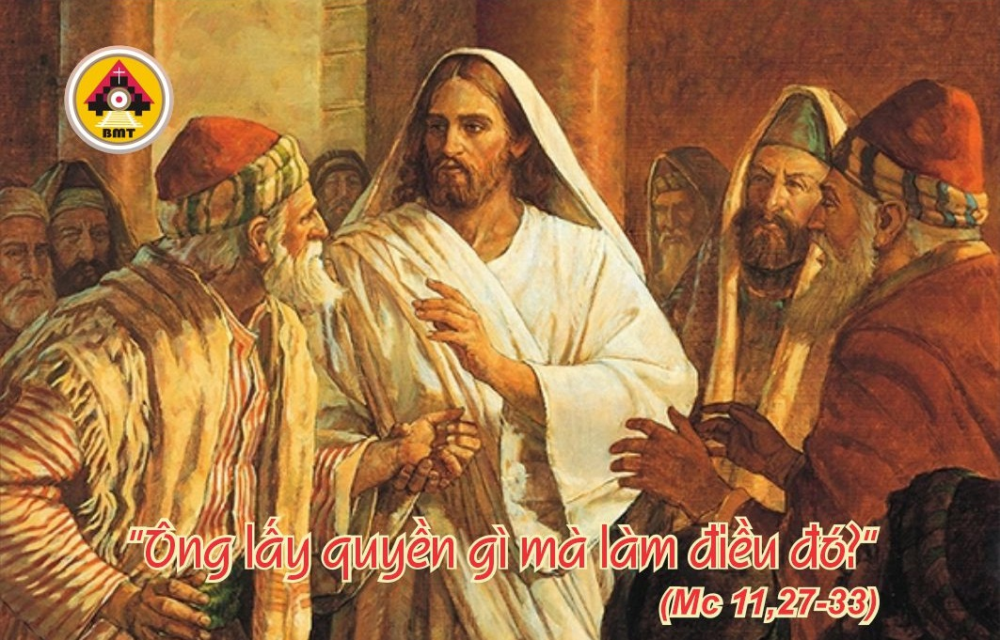 BMT
"Ông lấy quyền gì mà làm điều đó?"
(Mc 11,27-33)